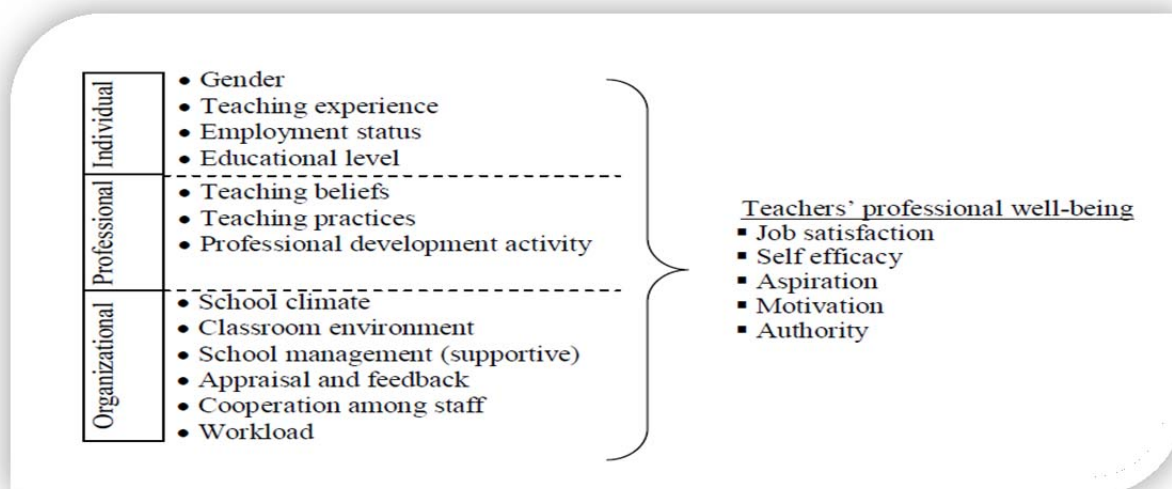 Individual
• Gender
• Teaching experience
• Employment status
• Educational level
Professional
• Teaching beliefs
• Teaching practices
• Professional development activity
Organizational
• School climate
• Classroom environment
• School management (supportive)
• Appraisal and feedback
• Cooperation among staff
• Workload
Teachers’ professional well-being
▪ Job satisfaction
▪ Self efficacy
▪ Aspiration
▪ Motivation
▪ Authority